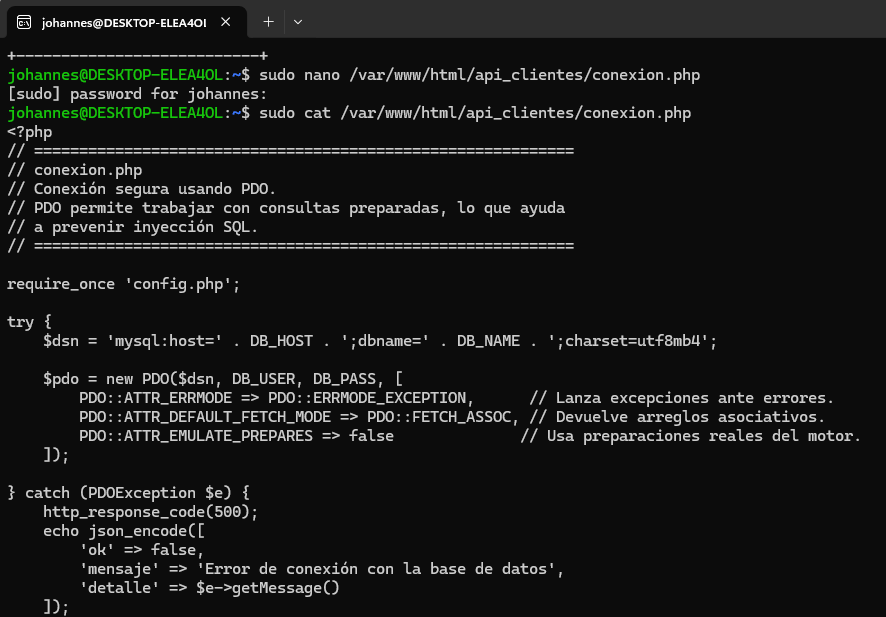 johannes@DESKTOP-ELEA4Ol
+---------------------------+
johannes@DESKTOP-ELEA4OL:~$ sudo nano /var/www/html/api_clientes/conexion.php
[sudo] password for johannes:
johannes@DESKTOP-ELEA4OL:~$ sudo cat /var/www/html/api_clientes/conexion.php
<?php
// ============================================================
// conexion.php
// Conexión segura usando PDO.
// PDO permite trabajar con consultas preparadas, lo que ayuda
// a prevenir inyección SQL.
// ============================================================
require_once 'config.php';
try {
    $dsn = 'mysql:host=' . DB_HOST . ';dbname=' . DB_NAME . ';charset=utf8mb4';
    $pdo = new PDO($dsn, DB_USER, DB_PASS, [
        PDO::ATTR_ERRMODE => PDO::ERRMODE_EXCEPTION,      // Lanza excepciones ante errores.
        PDO::ATTR_DEFAULT_FETCH_MODE => PDO::FETCH_ASSOC, // Devuelve arreglos asociativos.
        PDO::ATTR_EMULATE_PREPARES => false              // Usa preparaciones reales del motor.
    ]);
} catch (PDOException $e) {
    http_response_code(500);
    echo json_encode([
        'ok' => false,
        'mensaje' => 'Error de conexión con la base de datos',
        'detalle' => $e->getMessage()
    ]);